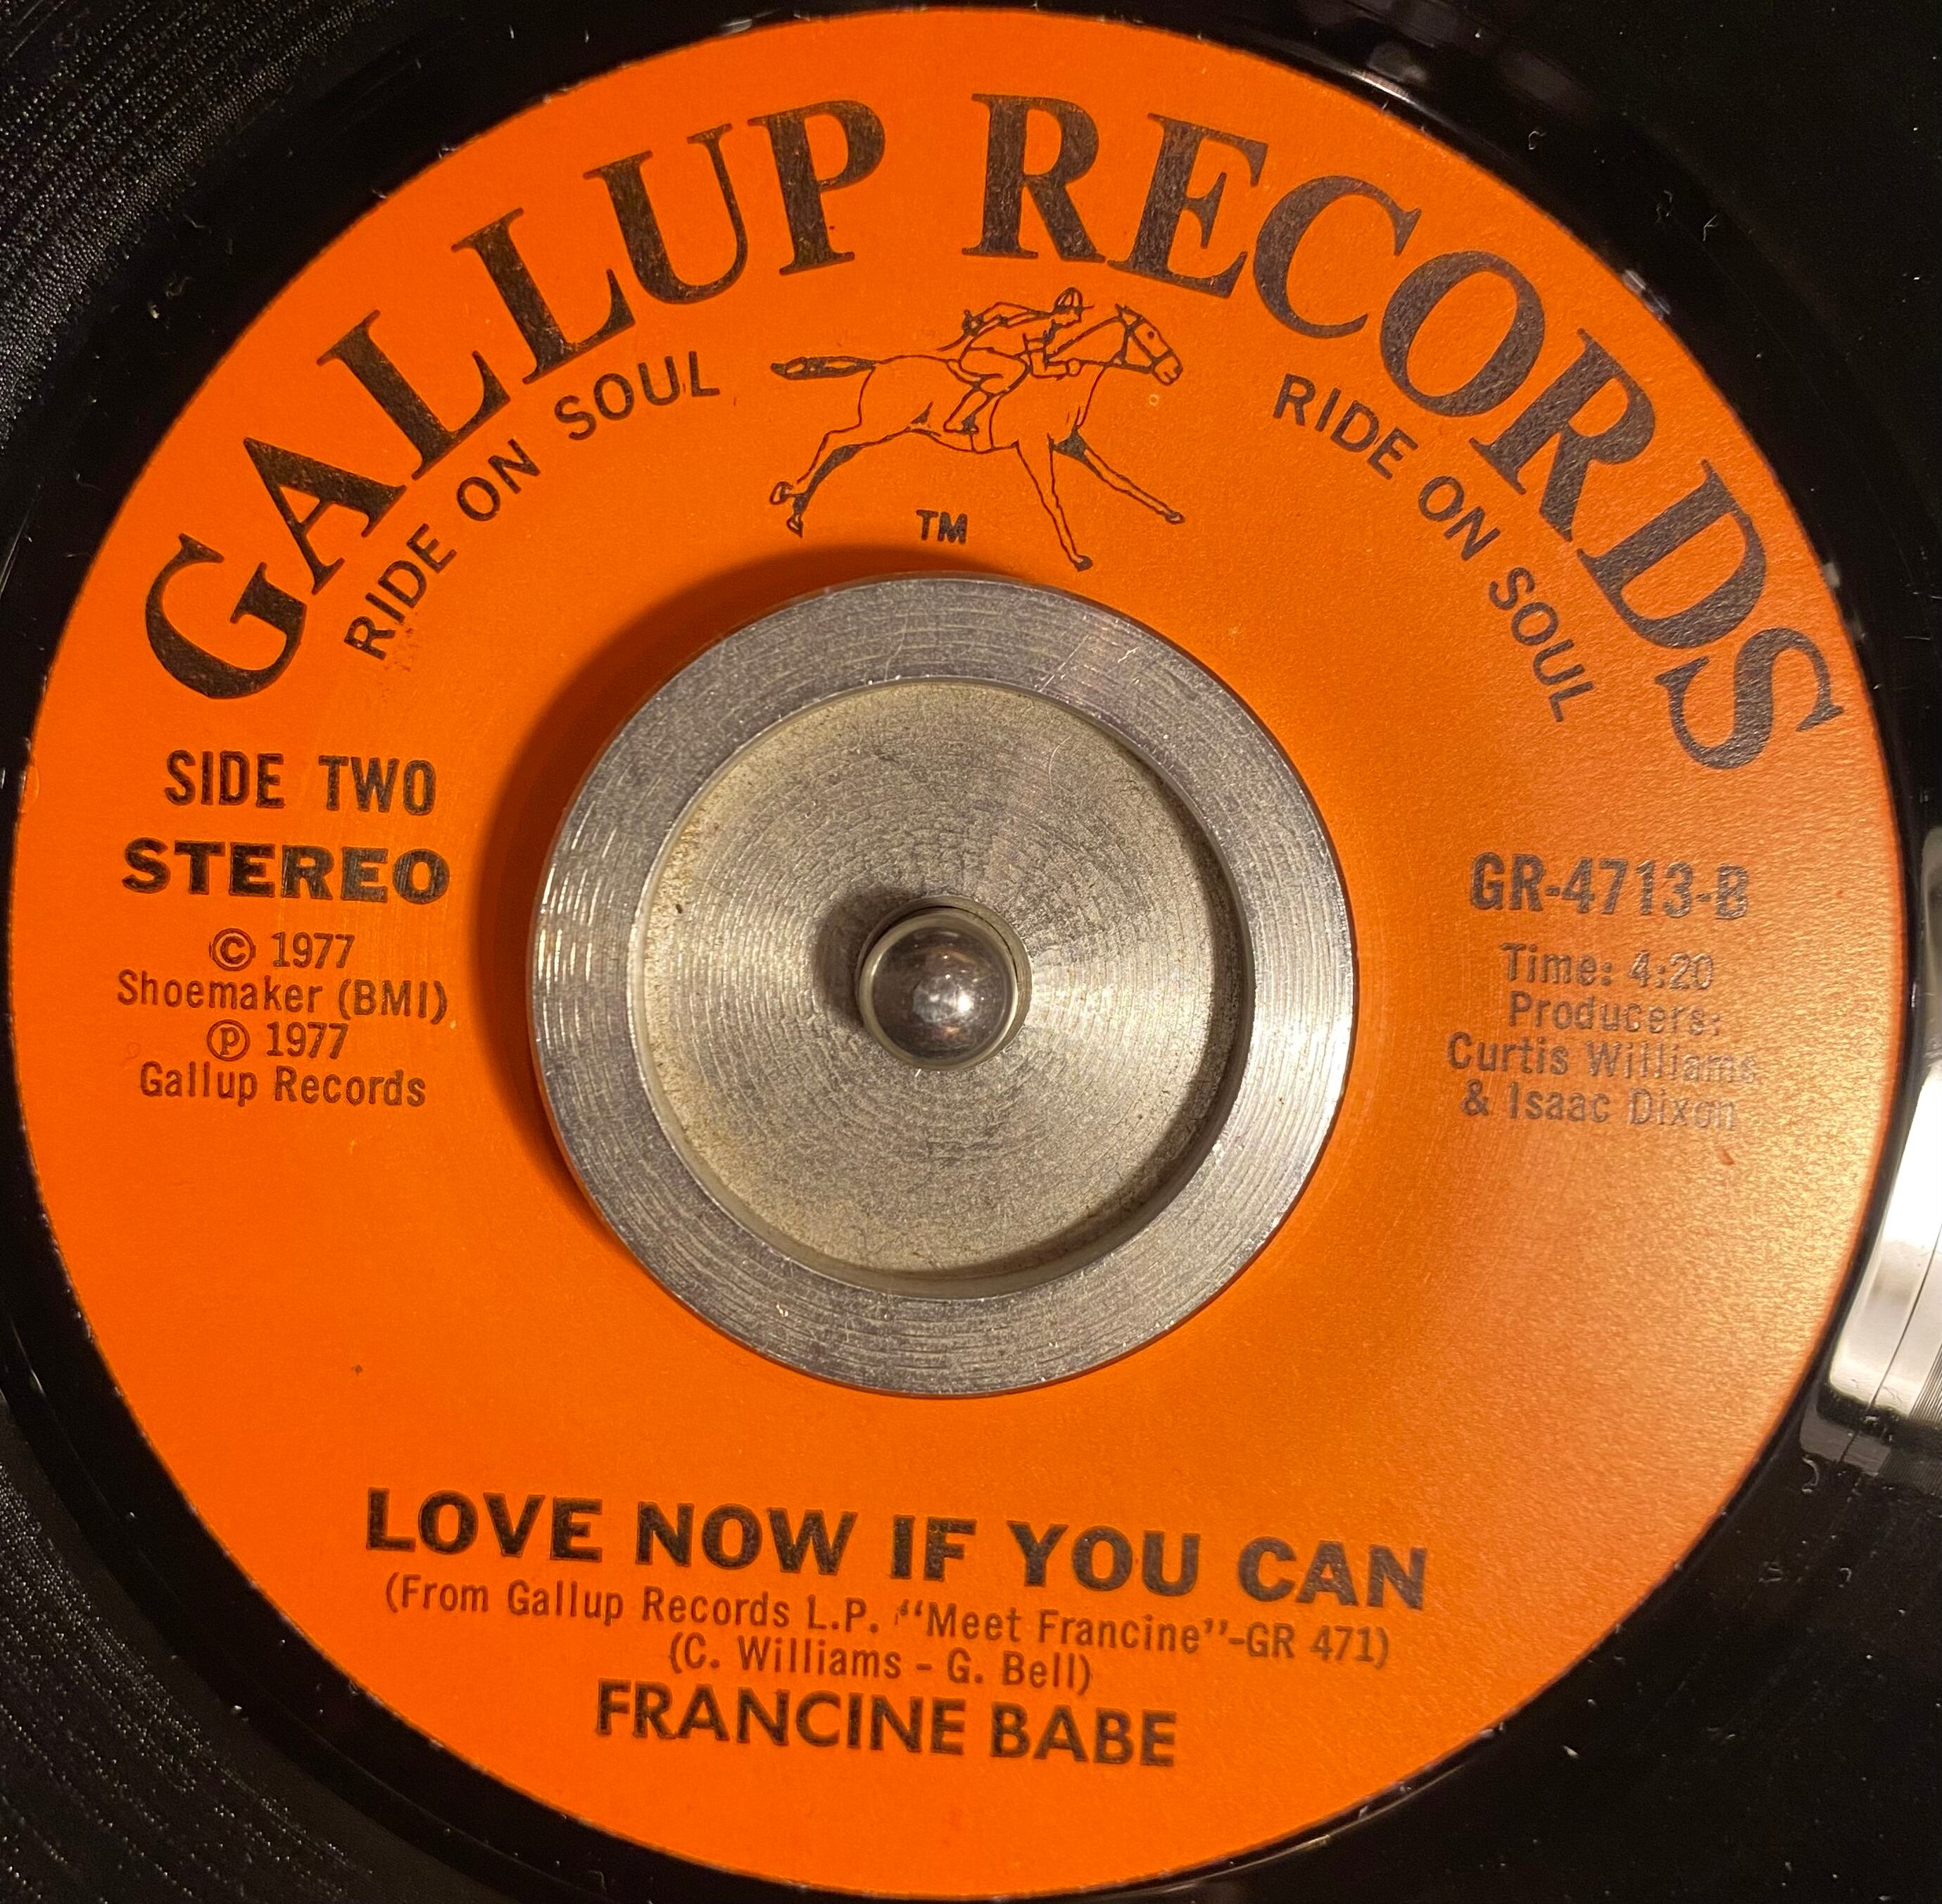 GALLUP RECORDS
RIDE ON SOUL
RIDE ON SOUL
TM
SIDE TWO
STEREO
© 1977
Shoemaker (BMI)
℗ 1977
Gallup Records
GR-4713-B
Time: 4:20
Producers:
Curtis Williams
& Isaac Dixon
LOVE NOW IF YOU CAN
(From Gallup Records L.P. "Meet Francine"-GR 471)
(C. Williams - G. Bell)
FRANCINE BABE